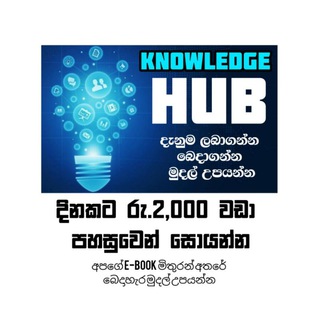 KNOWLEDGE
HUB
දැනුම ලබාගන්න
බෙදාගන්න
මුදල් උපයන්න
දිනකට රු.2,000 වඩා
පහසුවෙන් සොයන්න
අපගේ E-BOOK මිතුරන් අතරේ
බෙදාහැර මුදල් උපයන්න